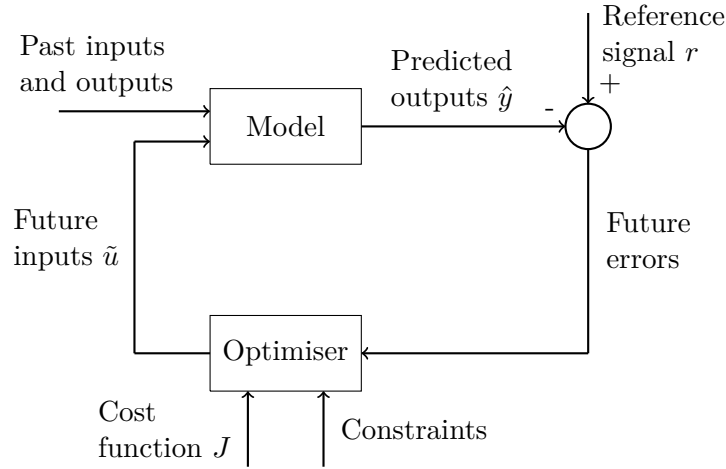 Reference
signal r
Past inputs
and outputs
Predicted
outputs ŷ
+
-
Model
Future
inputs ũ
Future
errors
Optimiser
Cost
function J
Constraints